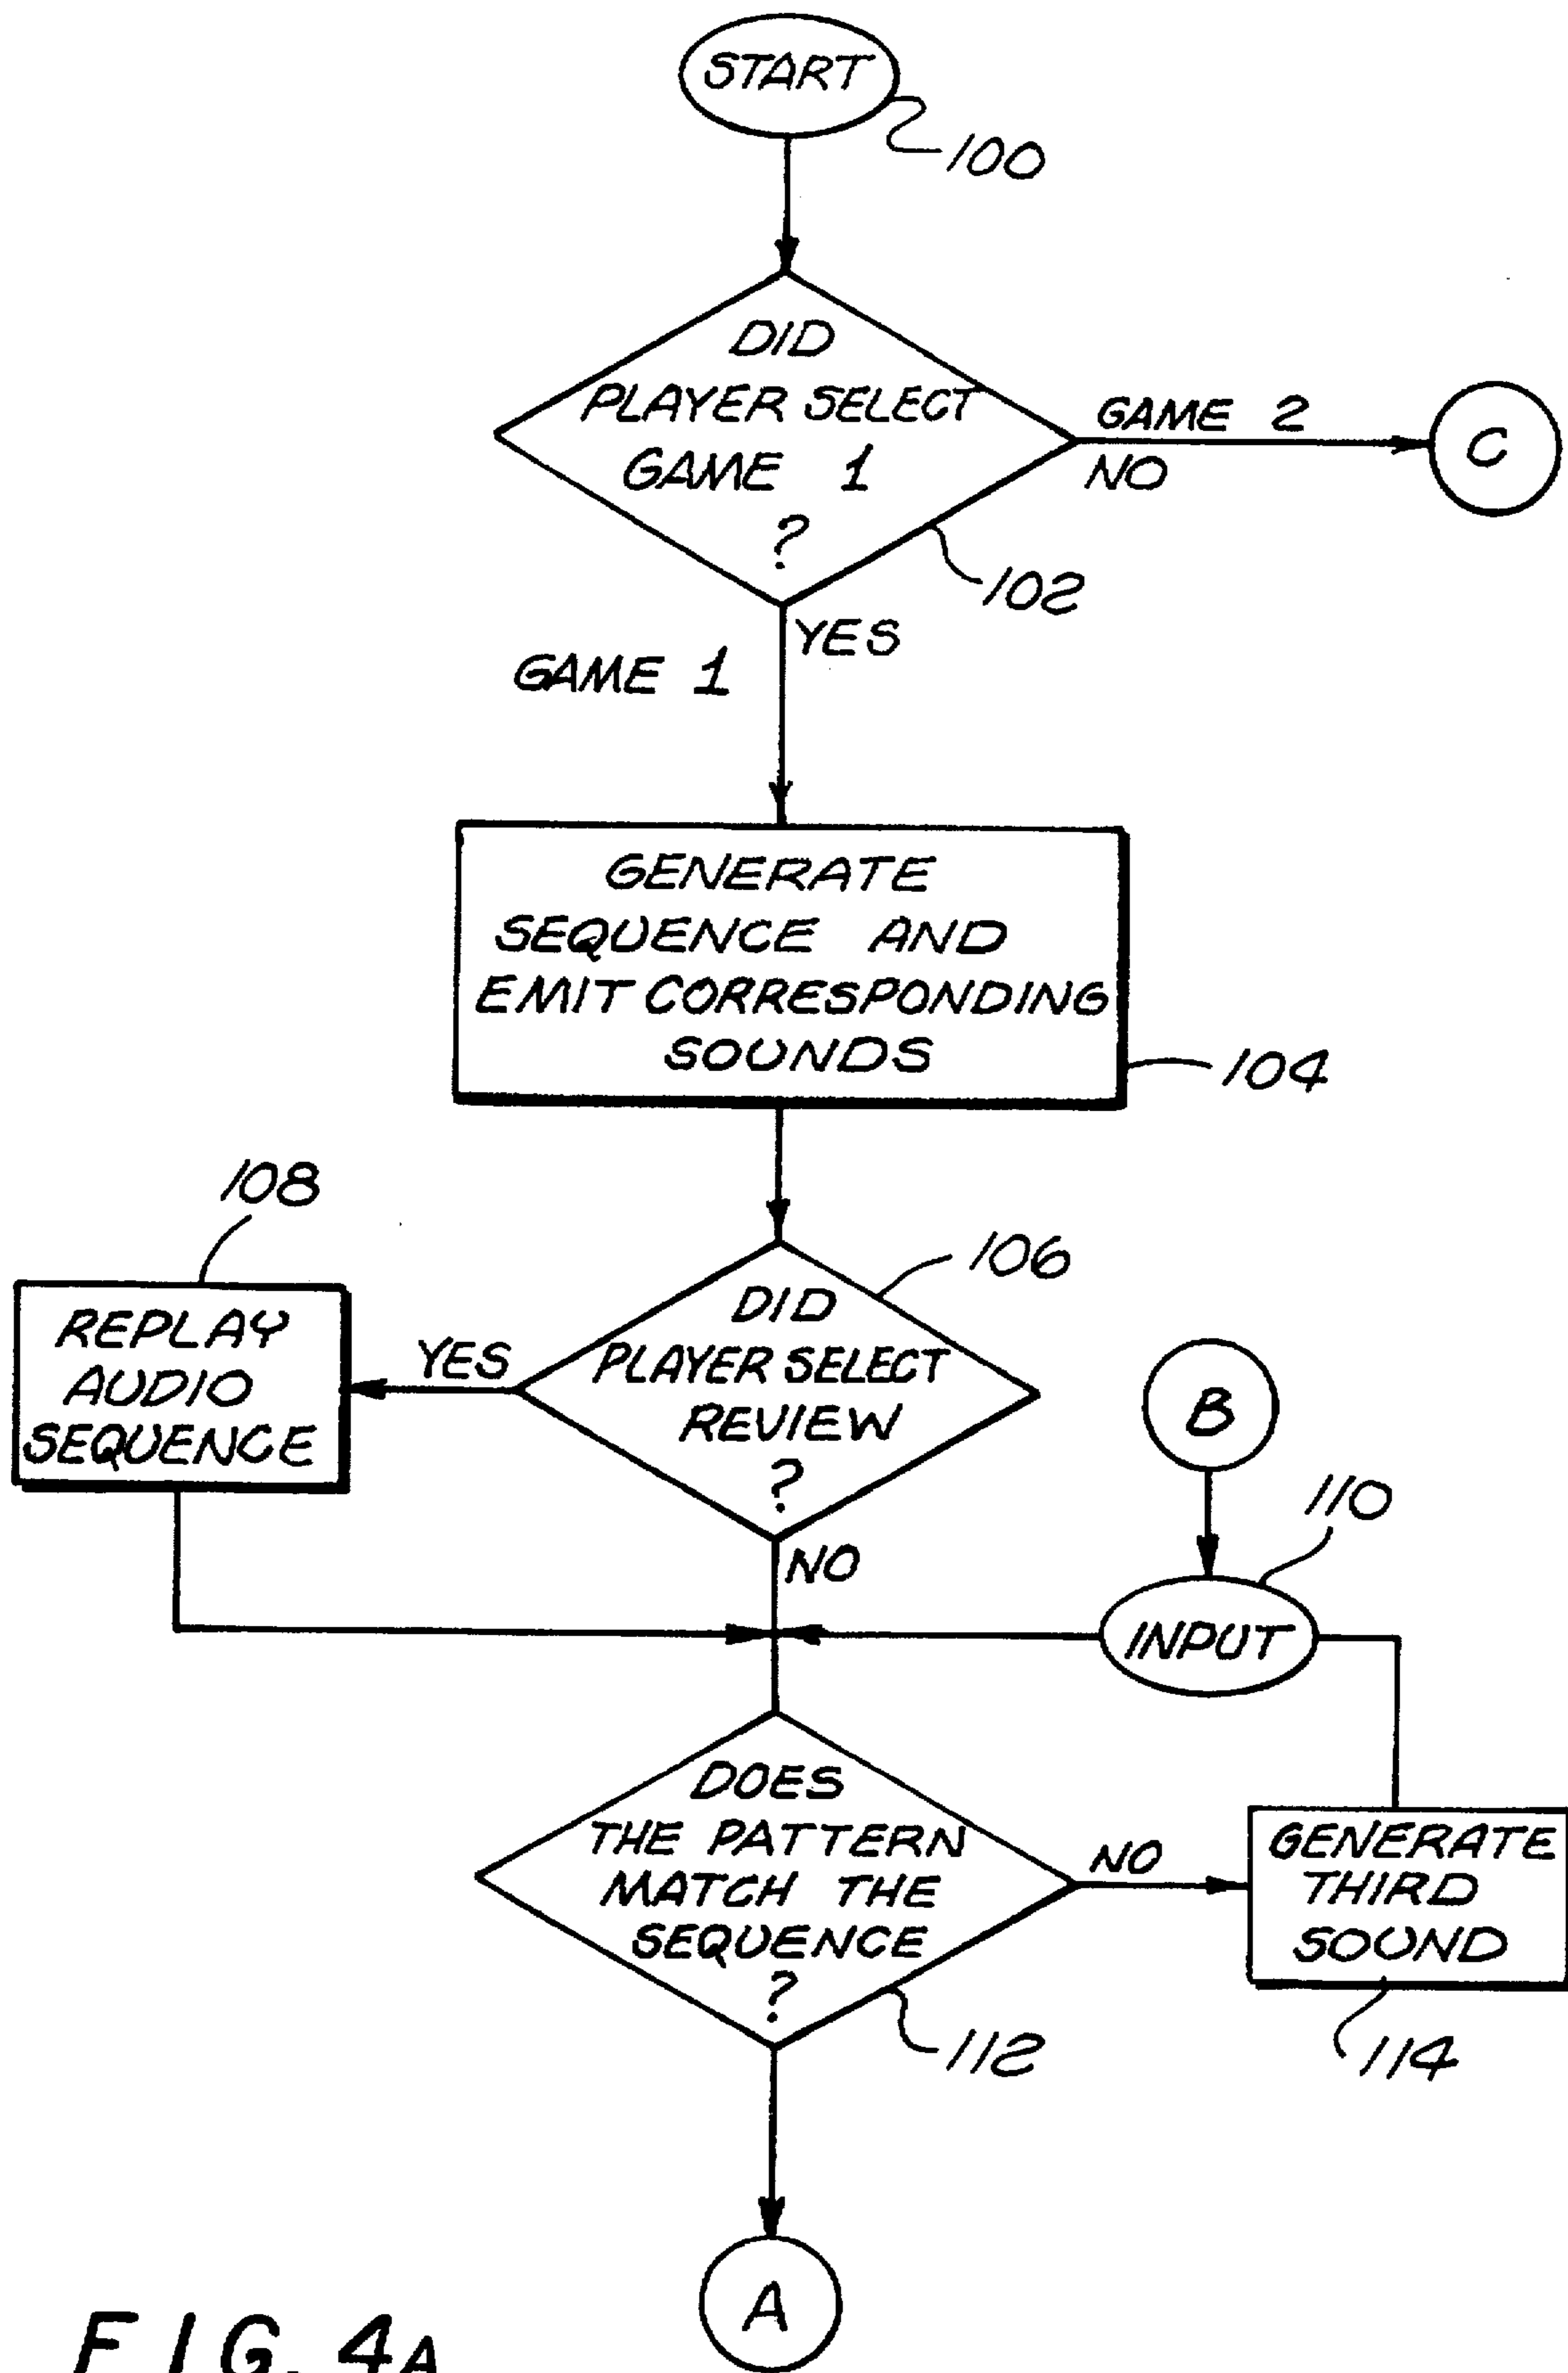 START
100
DID
PLAYER SELECT
GAME 1
?
GAME 2
NO
C
102
YES
GAME 1
GENERATE
SEQUENCE AND
EMIT CORRESPONDING
SOUNDS
104
108
106
REPLAY
AUDIO
SEQUENCE
YES
DID
PLAYER SELECT
REVIEW
?
NO
B
110
INPUT
DOES
THE PATTERN
MATCH THE
SEQUENCE
?
NO
GENERATE
THIRD
SOUND
112
114
A
FIG. 4A